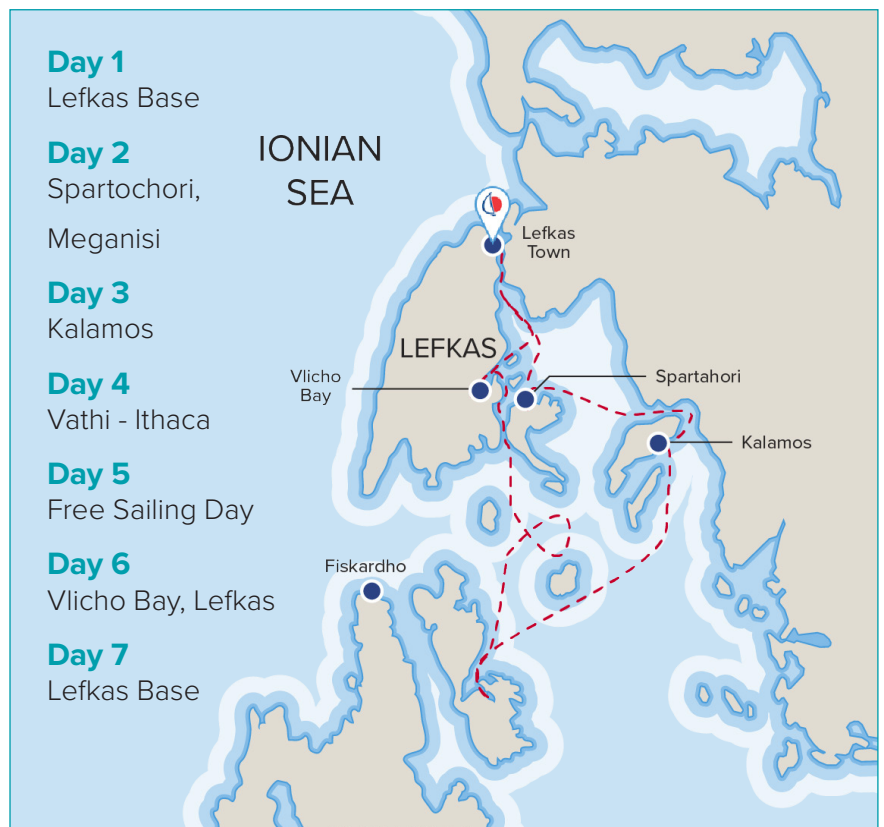 Day 1
Lefkas Base
Day 2
Spartochori,
Meganisi
Day 3
Kalamos
Day 4
Vathi - Ithaca
Day 5
Free Sailing Day
Day 6
Vlicho Bay, Lefkas
Day 7
Lefkas Base
IONIAN
SEA
Lefkas
Town
LEFKAS
Vlicho
Bay
Spartahori
Kalamos
Fiskardho